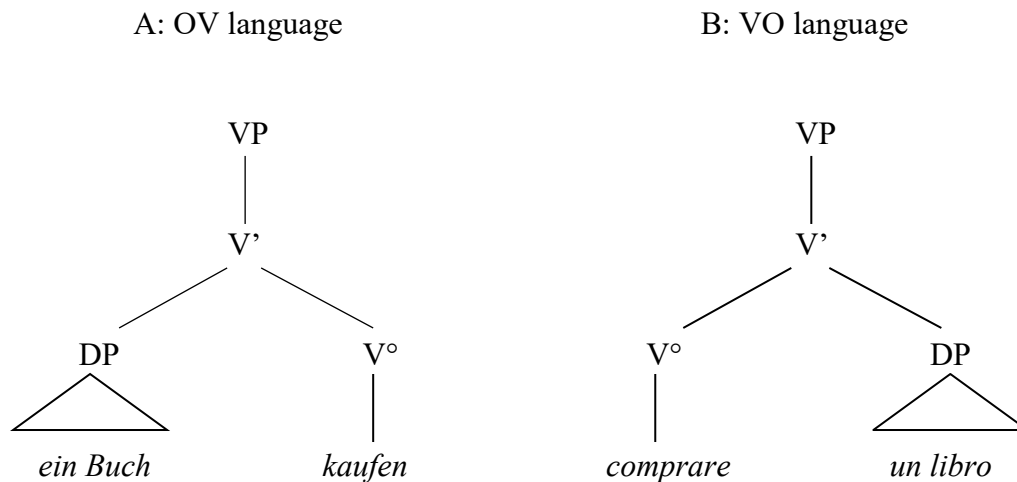 A: OV language B: VO language
VP VP
V’ V’
DP V° V° DP
ein Buch kaufen comprare un libro